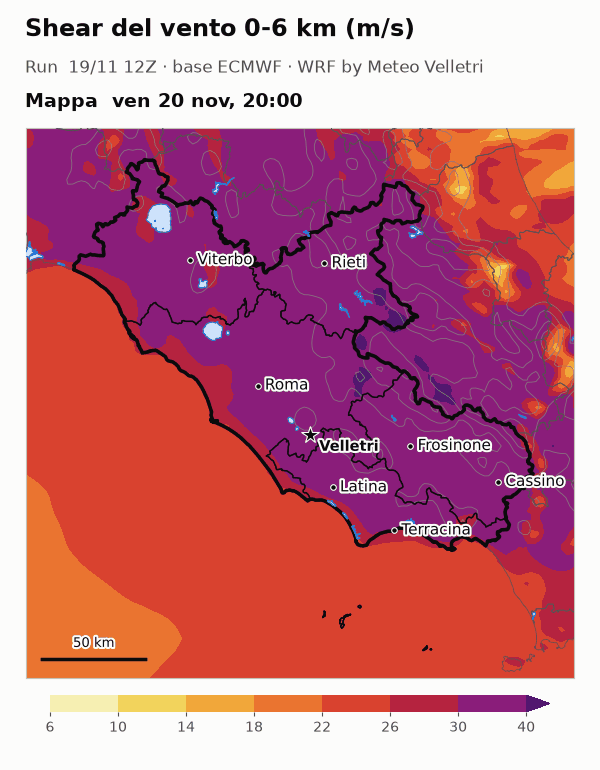 Shear del vento 0-6 km (m/s)
Run  19/11 12Z · base ECMWF · WRF by Meteo Velletri
Mappa  ven 20 nov, 20:00
Viterbo
Rieti
Roma
Velletri
Frosinone
Cassino
Latina
Terracina
50 km
6 10 14 18 22 26 30 40